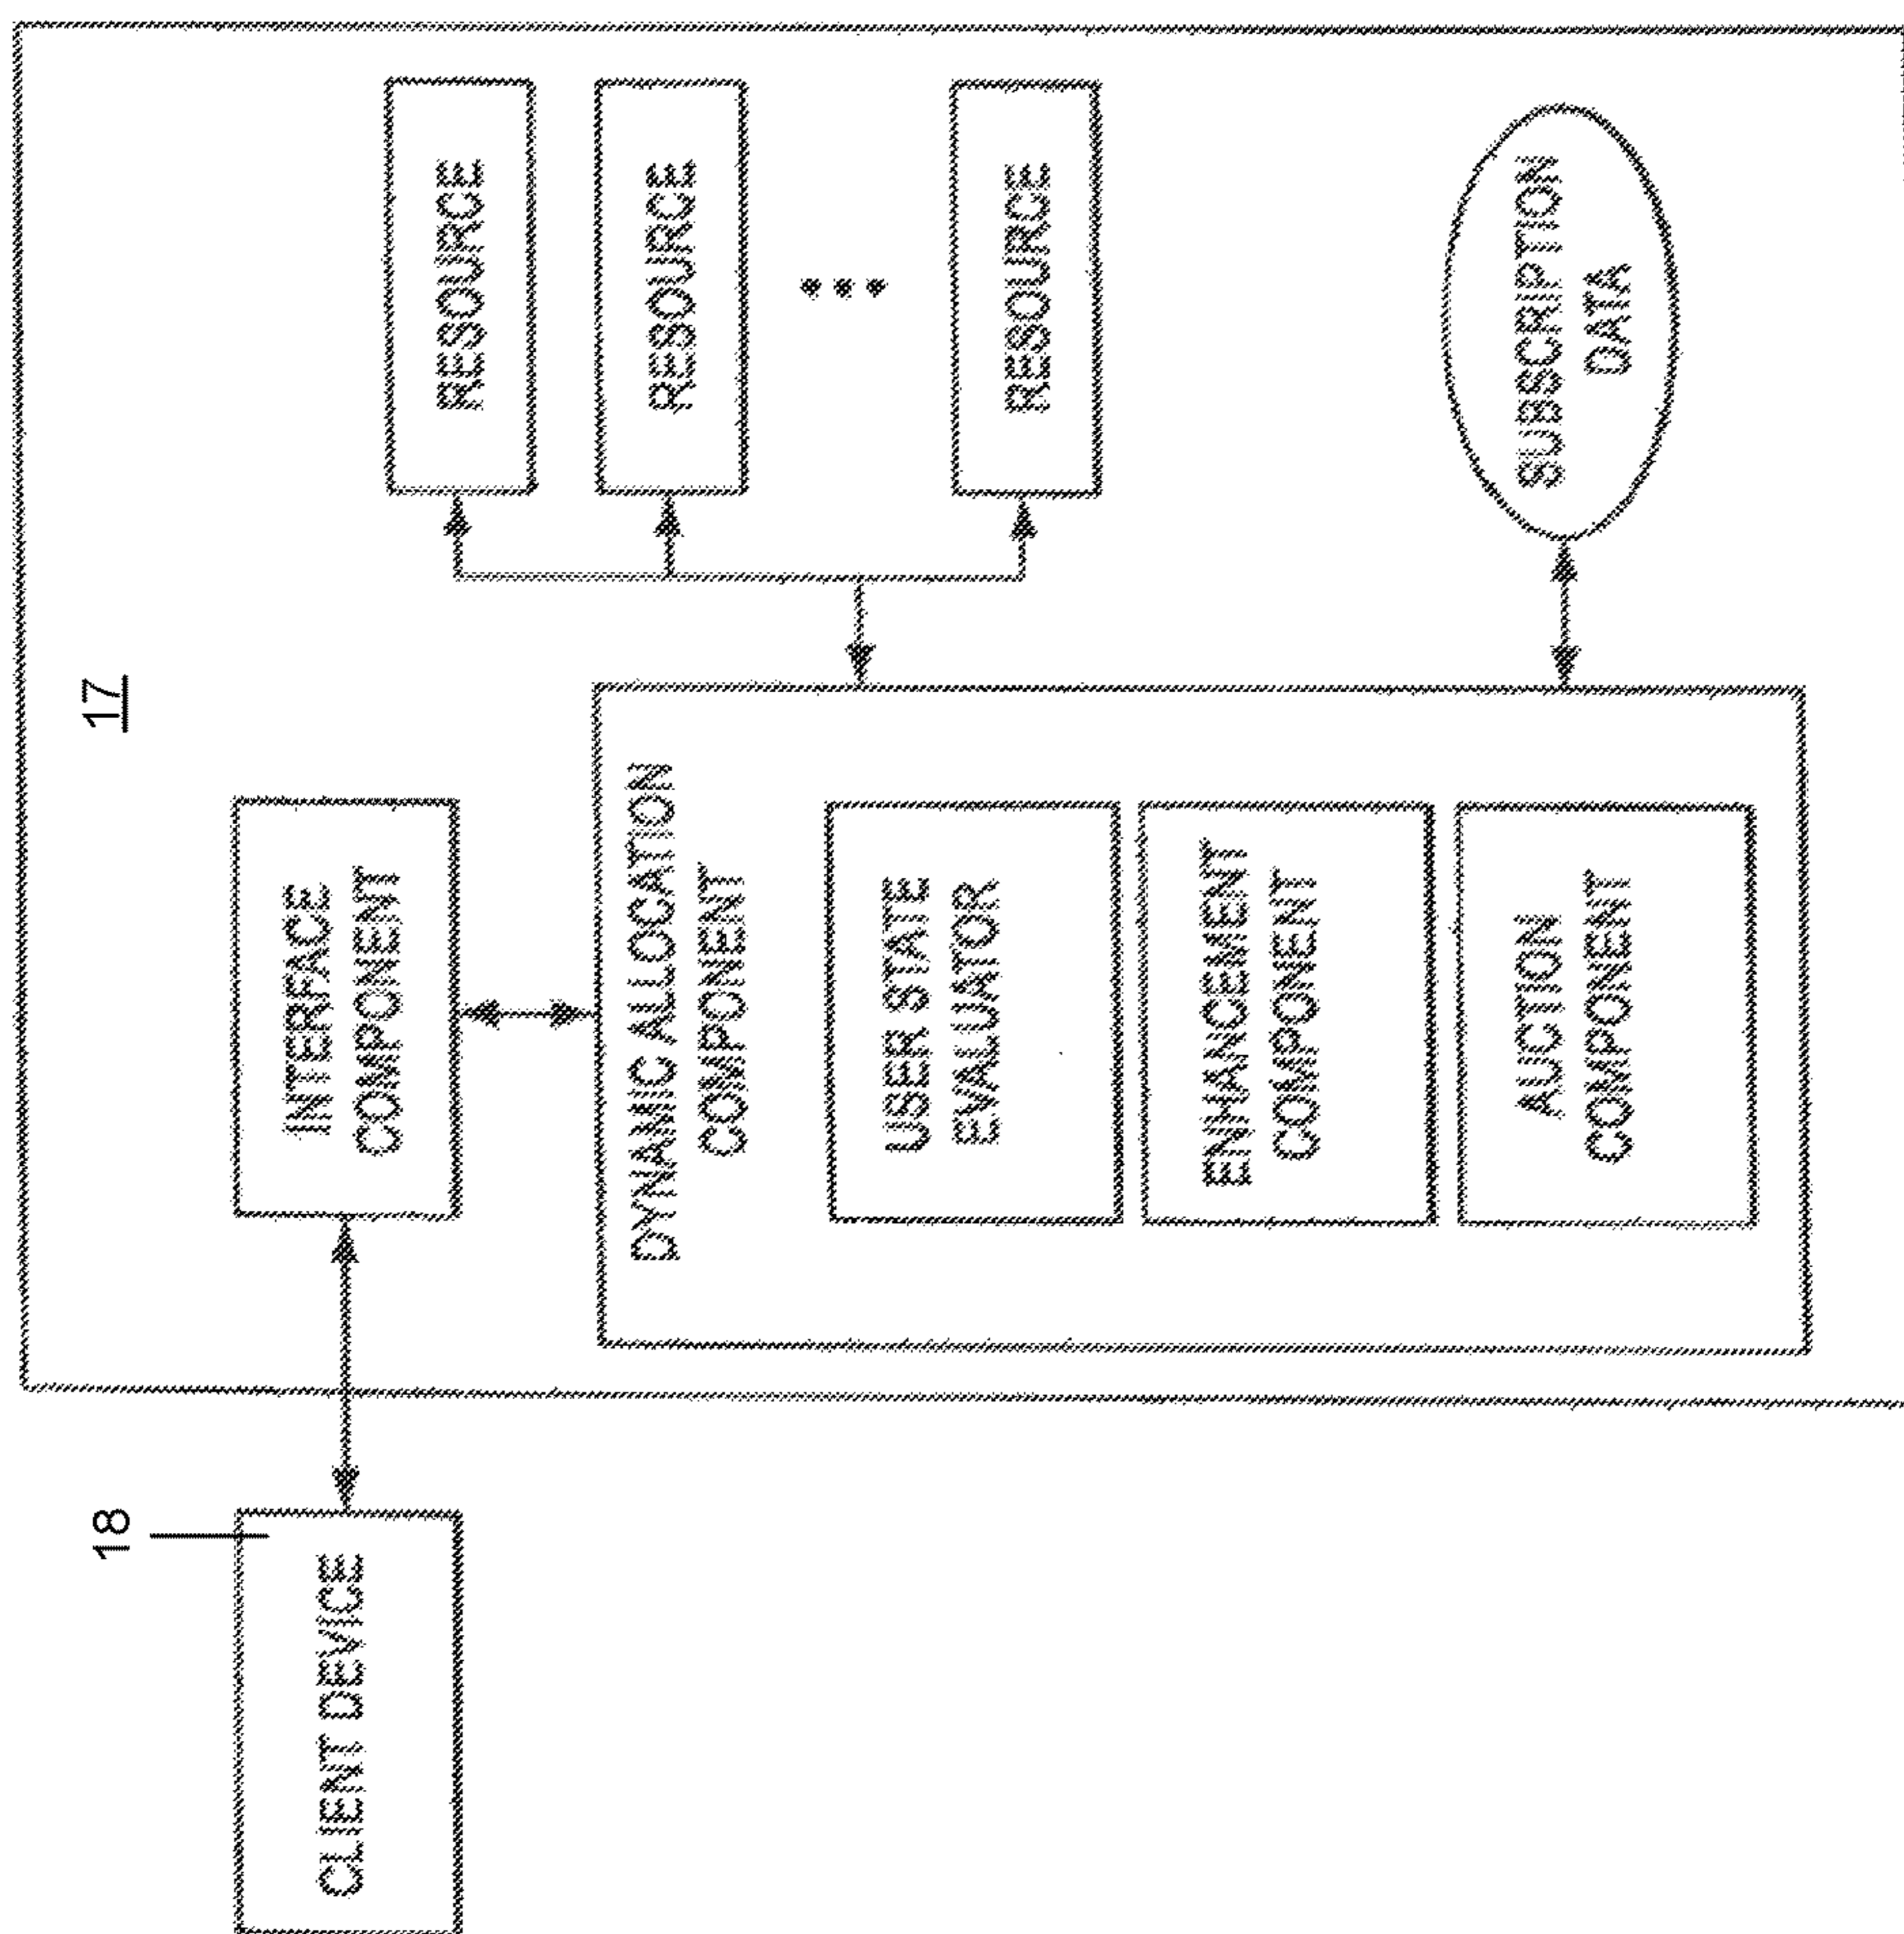 17
18
CLIENT DEVICE
INTERFACE
COMPONENT
DYNAMIC ALLOCATION
COMPONENT
USER STATE
EVALUATOR
ENHANCEMENT
COMPONENT
AUCTION
COMPONENT
RESOURCE
RESOURCE
•••
RESOURCE
SUBSCRIPTION
DATA